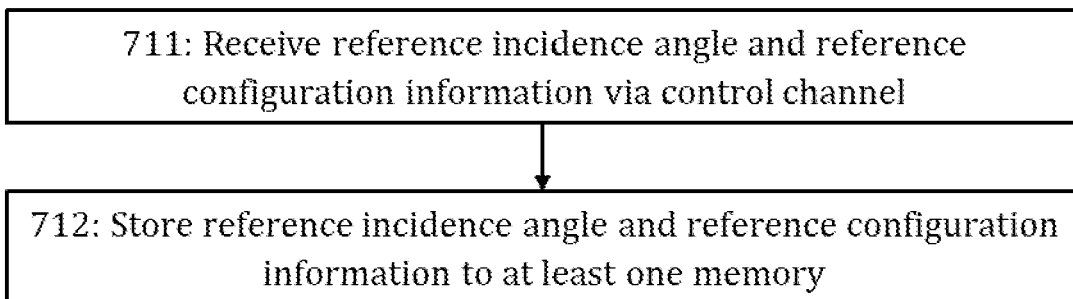 711: Receive reference incidence angle and reference
configuration information via control channel
712: Store reference incidence angle and reference configuration
information to at least one memory